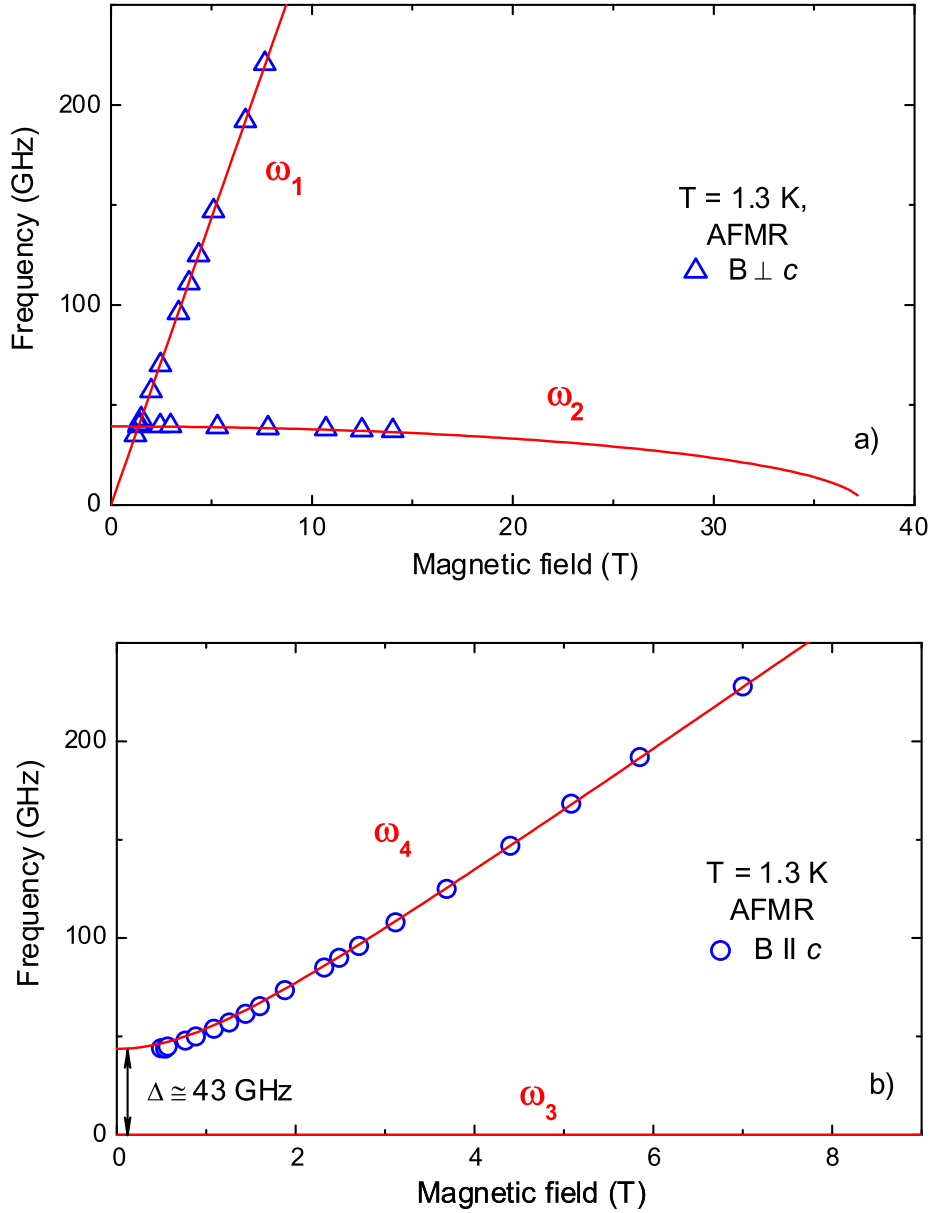 200
100
0
Frequency (GHz)
ω1
T = 1.3 K,
AFMR
B ⊥ c
ω2
a)
0 10 20 30 40
Magnetic field (T)
200
100
0
Frequency (GHz)
ω4
T = 1.3 K
AFMR
B II c
Δ ≅ 43 GHz
ω3
b)
0 2 4 6 8
Magnetic field (T)